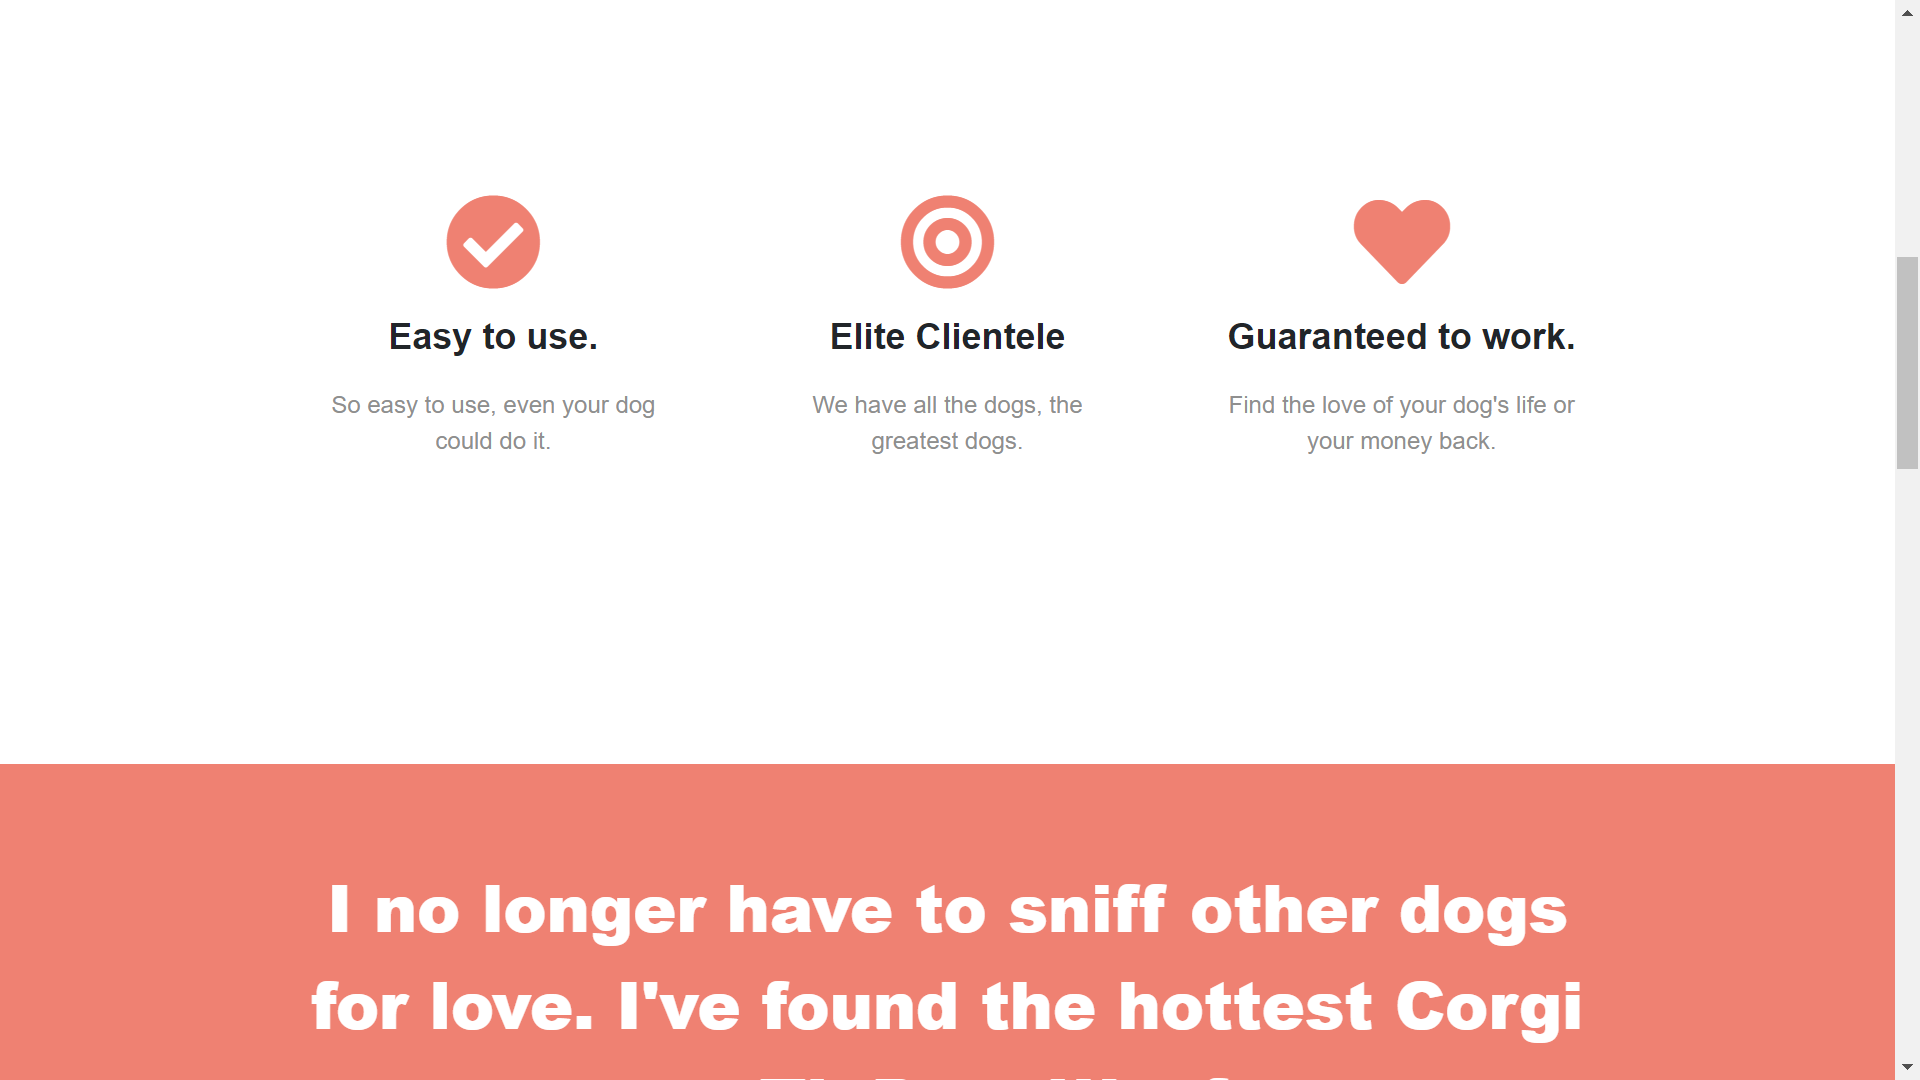 Easy to use.
So easy to use, even your dog
could do it.
Elite Clientele
We have all the dogs, the
greatest dogs.
Guaranteed to work.
Find the love of your dog's life or
your money back.
I no longer have to sniff other dogs
for love. I've found the hottest Corgi